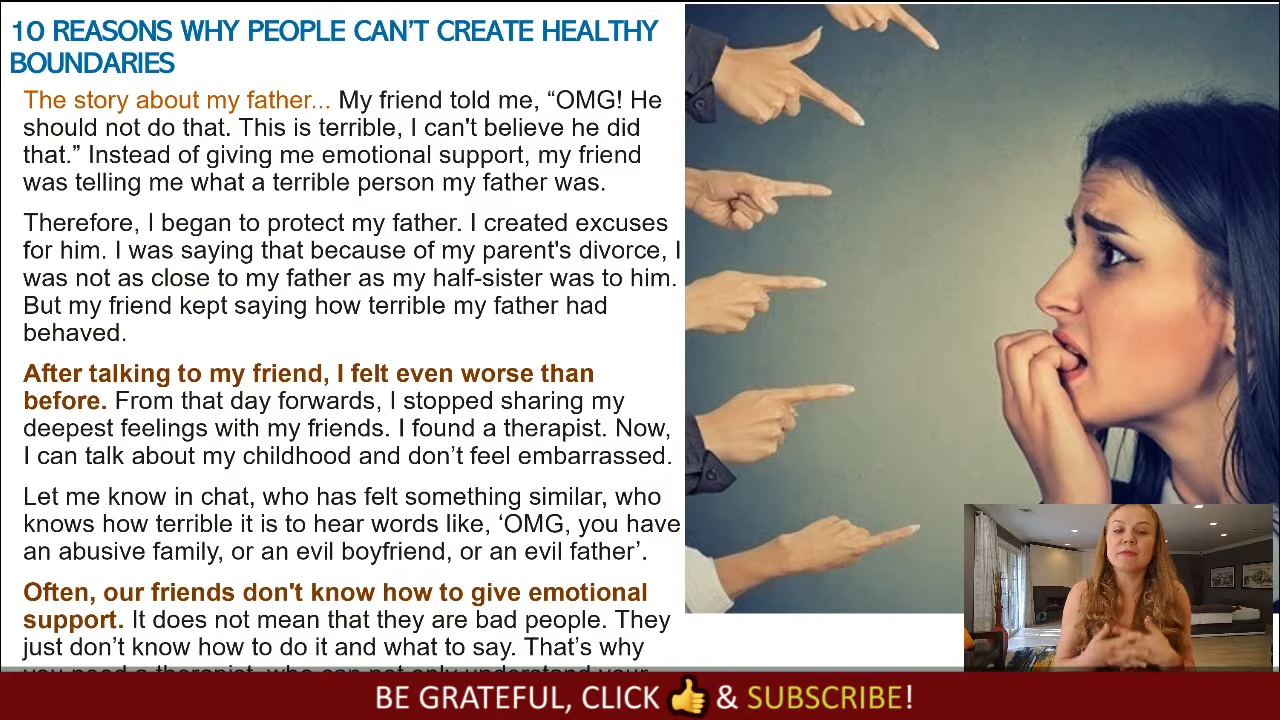 10 REASONS WHY PEOPLE CAN'T CREATE HEALTHY
BOUNDARIES
The story about my father... My friend told me, “OMG! He
should not do that. This is terrible, I can't believe he did
that.” Instead of giving me emotional support, my friend
was telling me what a terrible person my father was.
Therefore, I began to protect my father. I created excuses
for him. I was saying that because of my parent's divorce, I
was not as close to my father as my half-sister was to him.
But my friend kept saying how terrible my father had
behaved.
After talking to my friend, I felt even worse than
before. From that day forwards, I stopped sharing my
deepest feelings with my friends. I found a therapist. Now,
I can talk about my childhood and don’t feel embarrassed.
Let me know in chat, who has felt something similar, who
knows how terrible it is to hear words like, ‘OMG, you have
an abusive family, or an evil boyfriend, or an evil father’.
Often, our friends don't know how to give emotional
support. It does not mean that they are bad people. They
just don’t know how to do it and what to say. That’s why
you need a therapist, who can not only understand your
BE GRATEFUL, CLICK 👍 & SUBSCRIBE!